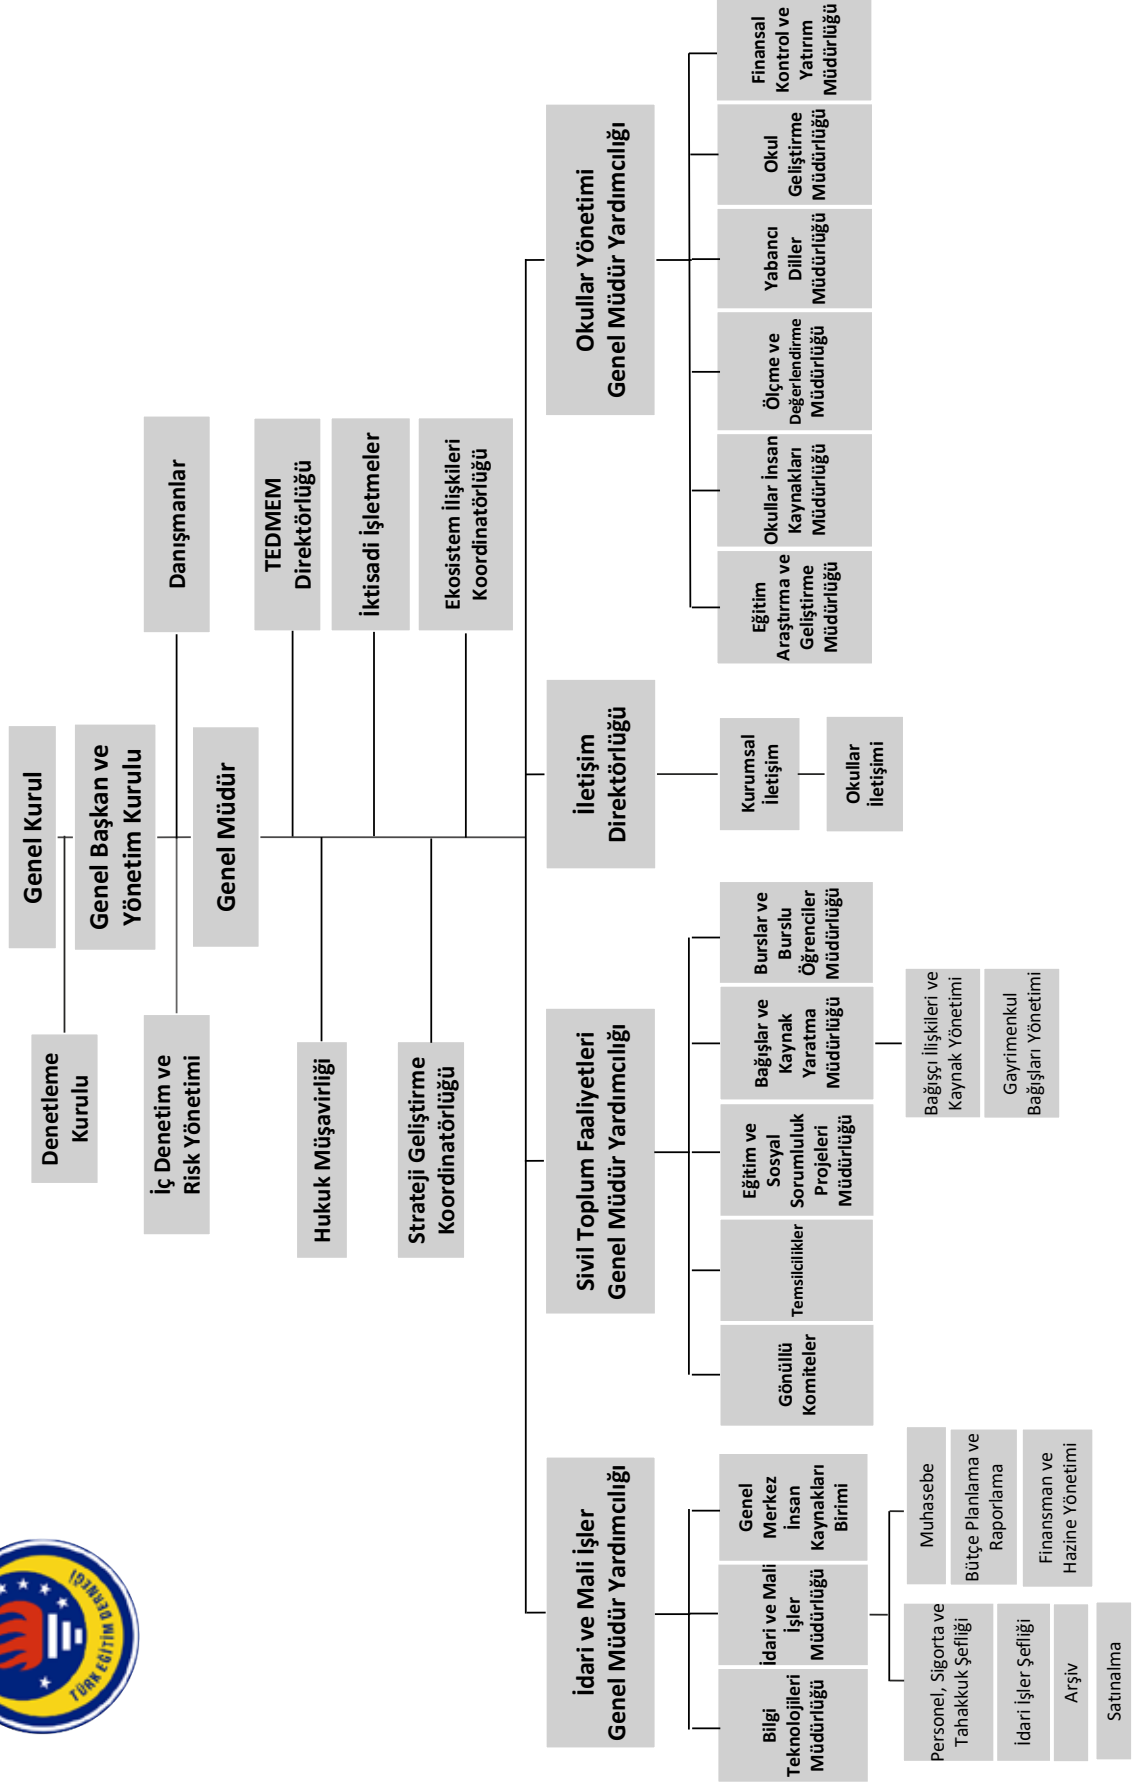 TÜRK EĞİTİM DERNEĞİ
Genel Kurul
Denetleme
Kurulu
Genel Başkan ve
Yönetim Kurulu
İç Denetim ve
Risk Yönetimi
Danışmanlar
Genel Müdür
Hukuk Müşavirliği
Strateji Geliştirme
Koordinatörlüğü
TEDMEM
Direktörlüğü
İktisadi İşletmeler
Ekosistem İlişkileri
Koordinatörlüğü
İdari ve Mali İşler
Genel Müdür Yardımcılığı
Sivil Toplum Faaliyetleri
Genel Müdür Yardımcılığı
İletişim
Direktörlüğü
Okullar Yönetimi
Genel Müdür Yardımcılığı
Bilgi
Teknolojileri
Müdürlüğü
İdari ve Mali
İşler
Müdürlüğü
Genel
Merkez
İnsan
Kaynakları
Birimi
Gönüllü
Komiteler
Temsilcilikler
Eğitim ve
Sosyal
Sorumluluk
Projeleri
Müdürlüğü
Bağışlar ve
Kaynak
Yaratma
Müdürlüğü
Burslar ve
Burslu
Öğrenciler
Müdürlüğü
Kurumsal
İletişim
Okullar
İletişimi
Eğitim
Araştırma ve
Geliştirme
Müdürlüğü
Okullar İnsan
Kaynakları
Müdürlüğü
Ölçme ve
Değerlendirme
Müdürlüğü
Yabancı
Diller
Müdürlüğü
Okul
Geliştirme
Müdürlüğü
Finansal
Kontrol ve
Yatırım
Müdürlüğü
Personel, Sigorta ve
Tahakkuk Şefliği
İdari İşler Şefliği
Arşiv
Satınalma
Muhasebe
Bütçe Planlama ve
Raporlama
Finansman ve
Hazine Yönetimi
Bağışçı İlişkileri ve
Kaynak Yönetimi
Gayrimenkul
Bağışları Yönetimi